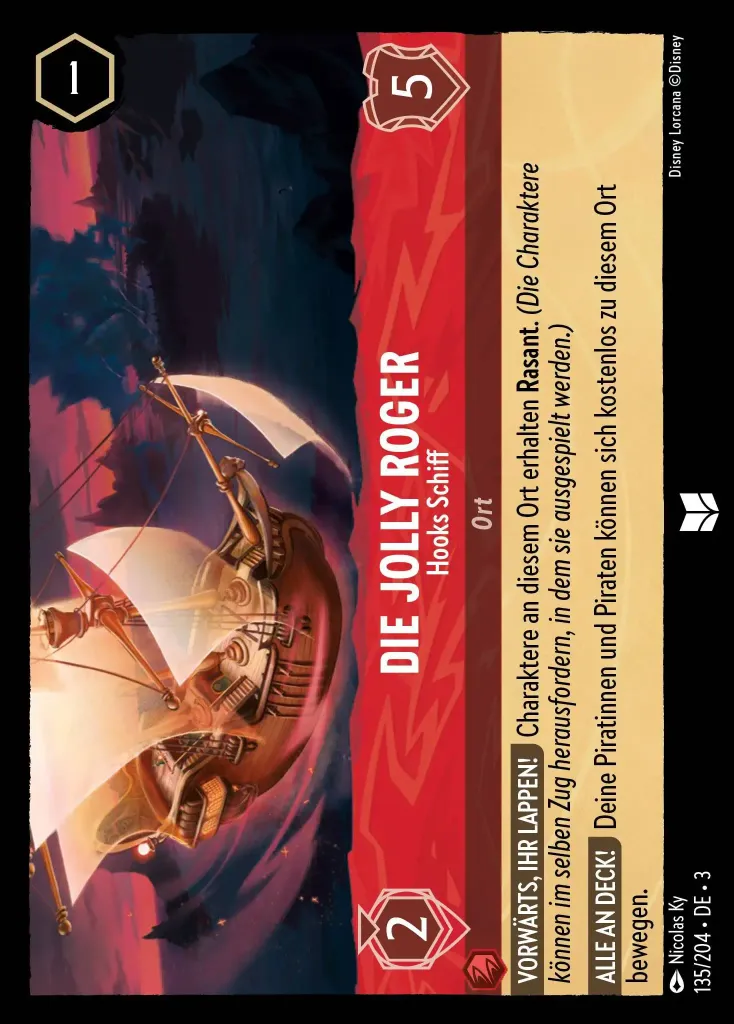 1
2
5
DIE JOLLY ROGER
Hooks Schiff
Ort
VORWÄRTS, IHR LAPPEN! Charaktere an diesem Ort erhalten Rasant. (Die Charaktere
können im selben Zug herausfordern, in dem sie ausgespielt werden.)
ALLE AN DECK! Deine Piratinnen und Piraten können sich kostenlos zu diesem Ort
bewegen.
Nicolas Ky
135/204 • DE • 3
Disney Lorcana ©Disney